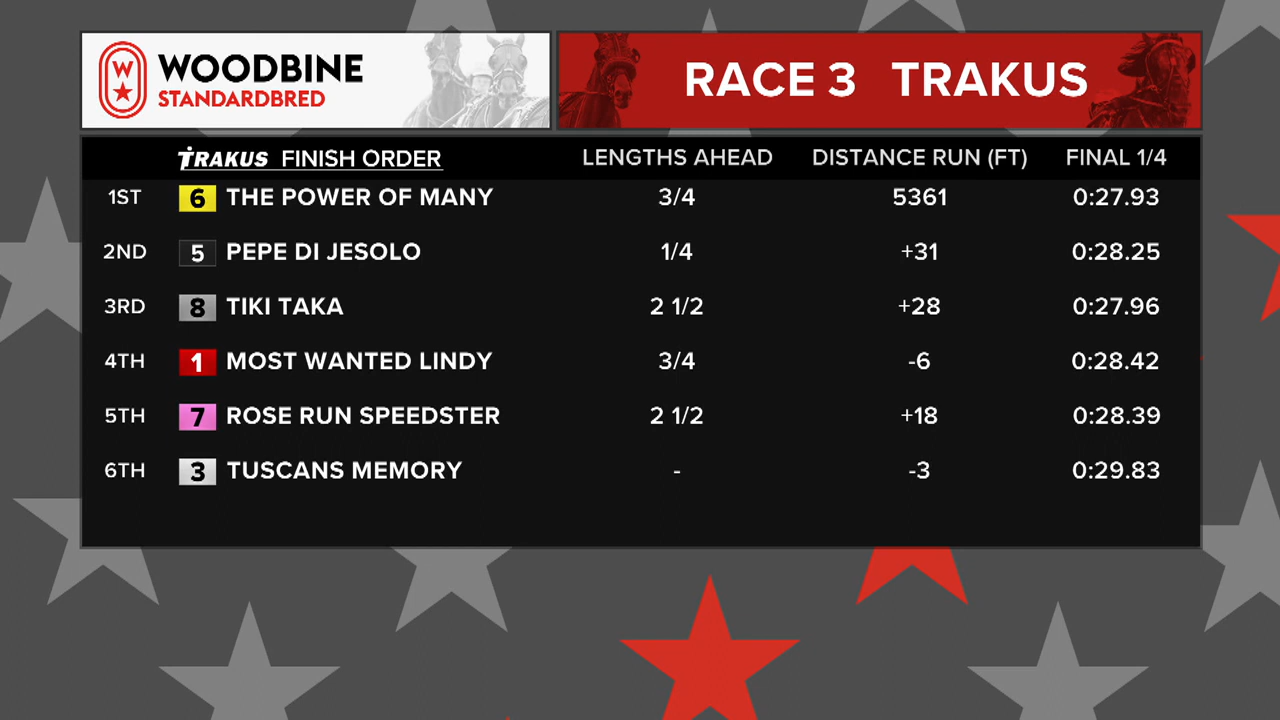 W
WOODBINE
STANDARDBRED
RACE 3 TRAKUS
TRAKUS FINISH ORDER LENGTHS AHEAD DISTANCE RUN (FT) FINAL 1/4
1ST 6 THE POWER OF MANY 3/4 5361 0:27.93
2ND 5 PEPE DI JESOLO 1/4 +31 0:28.25
3RD 8 TIKI TAKA 2 1/2 +28 0:27.96
4TH 1 MOST WANTED LINDY 3/4 -6 0:28.42
5TH 7 ROSE RUN SPEEDSTER 2 1/2 +18 0:28.39
6TH 3 TUSCANS MEMORY - -3 0:29.83